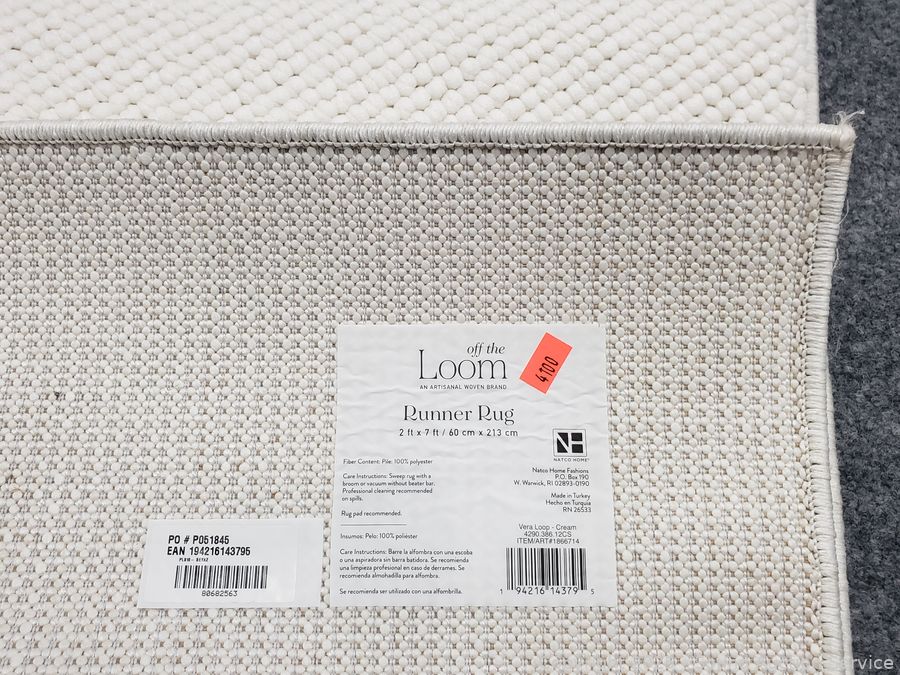 off the
Loom
AN ARTISANAL WOVEN BRAND
4100
Runner Rug
2 ft x 7 ft / 60 cm x 213 cm
NATCO HOME®
Fiber Content: Pile: 100% polyester
Care Instructions: Sweep rug with a
broom or vacuum without beater bar.
Professional cleaning recommended
on spills.
Rug pad recommended.
Insumos: Pelo: 100% poliéster
Care Instructions: Barre la alfombra con una escoba
o una aspiradora sin barra batidora. Se recomienda
una limpieza profesional en caso de derrames. Se
recomienda almohadilla para alfombra.
Se recomienda ser utilizado con una alfombrilla.
Natco Home Fashions
P.O. Box 190
W. Warwick, RI 02893-0190
Made in Turkey
Hecho en Turquia
RN 26533
Vera Loop - Cream
4290.386.12CS
ITEM/ART#1866714
1 94216 14379 5
PO # P051845
EAN 194216143795
80682563
ervice